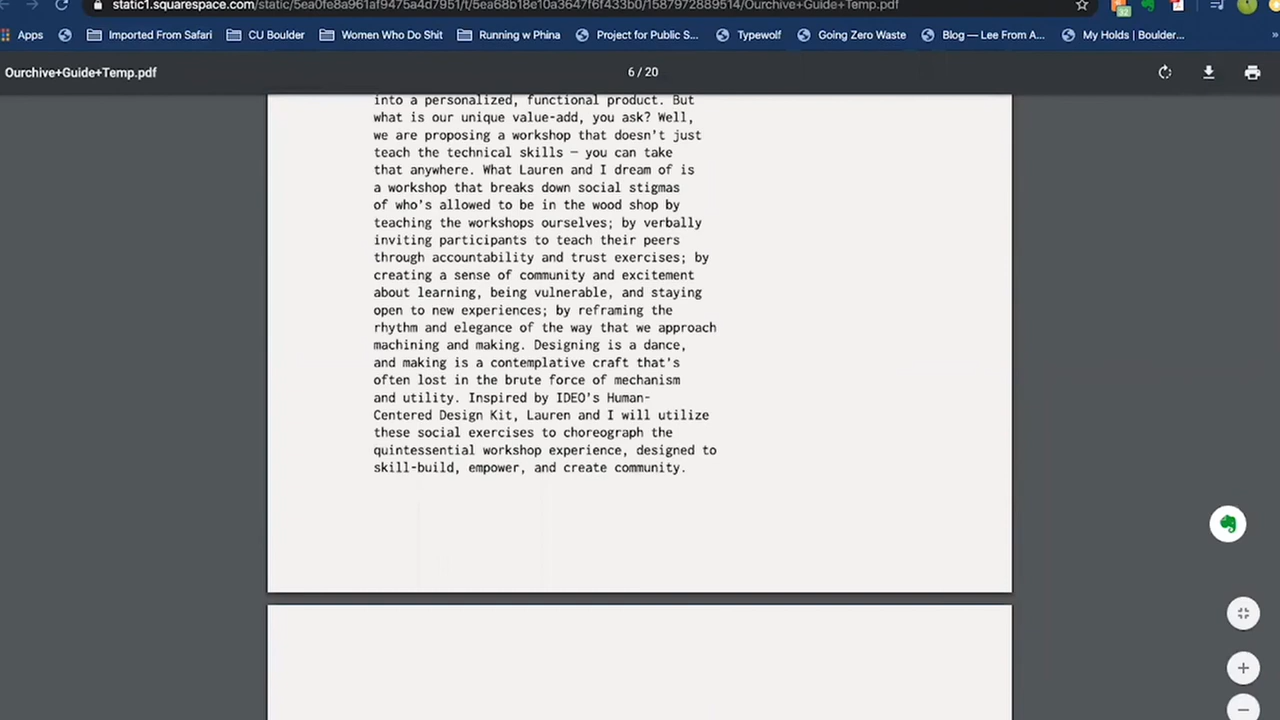 static1.squarespace.com/static/5ea0fe8a961af9475a4d7951/t/5ea68b18e10a3647f6f433b0/1587972889514/Ourchive+Guide+Temp.pdf
Apps Imported From Safari CU Boulder Women Who Do Shit Running w Phina Project for Public S... Typewolf Going Zero Waste Blog — Lee From A... My Holds | Boulder... »
Ourchive+Guide+Temp.pdf 6 / 20
into a personalized, functional product. But
what is our unique value-add, you ask? Well,
we are proposing a workshop that doesn't just
teach the technical skills – you can take
that anywhere. What Lauren and I dream of is
a workshop that breaks down social stigmas
of who's allowed to be in the wood shop by
teaching the workshops ourselves; by verbally
inviting participants to teach their peers
through accountability and trust exercises; by
creating a sense of community and excitement
about learning, being vulnerable, and staying
open to new experiences; by reframing the
rhythm and elegance of the way that we approach
machining and making. Designing is a dance,
and making is a contemplative craft that's
often lost in the brute force of mechanism
and utility. Inspired by IDEO's Human-
Centered Design Kit, Lauren and I will utilize
these social exercises to choreograph the
quintessential workshop experience, designed to
skill-build, empower, and create community.